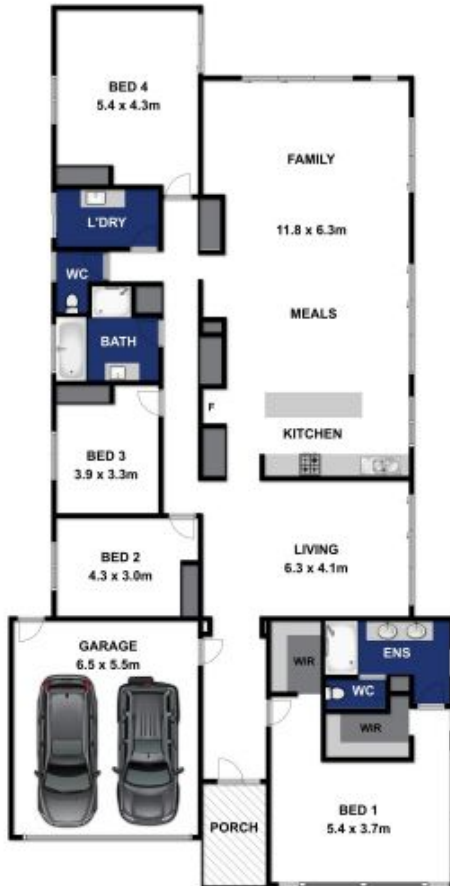 BED 4
5.4 x 4.3m
FAMILY
L'DRY
11.8 x 6.3m
WC
MEALS
BATH
F
KITCHEN
BED 3
3.9 x 3.3m
LIVING
6.3 x 4.1m
BED 2
4.3 x 3.0m
GARAGE
6.5 x 5.5m
WIR
ENS
WC
WIR
PORCH
BED 1
5.4 x 3.7m